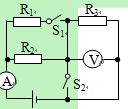 R₁ R₃
S₁
R₂ V
A S₂